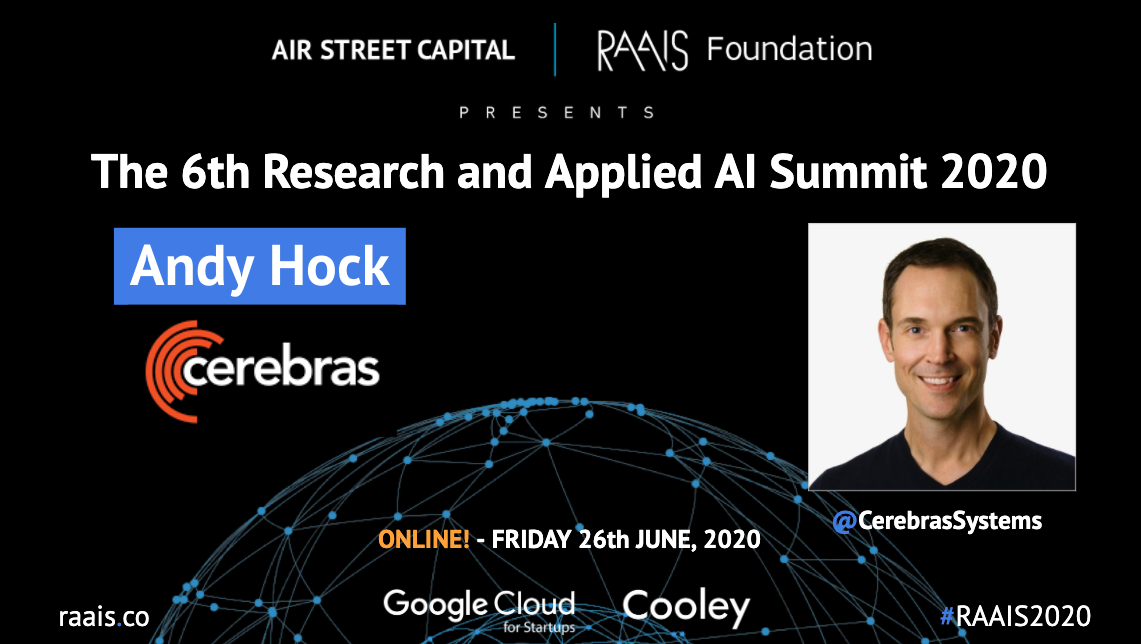 AIR STREET CAPITAL
RAAIS Foundation
PRESENTS
The 6th Research and Applied AI Summit 2020
Andy Hock
cerebras
@CerebrasSystems
ONLINE! - FRIDAY 26th JUNE, 2020
Google Cloud
for Startups
Cooley
raais.co
#RAAIS2020